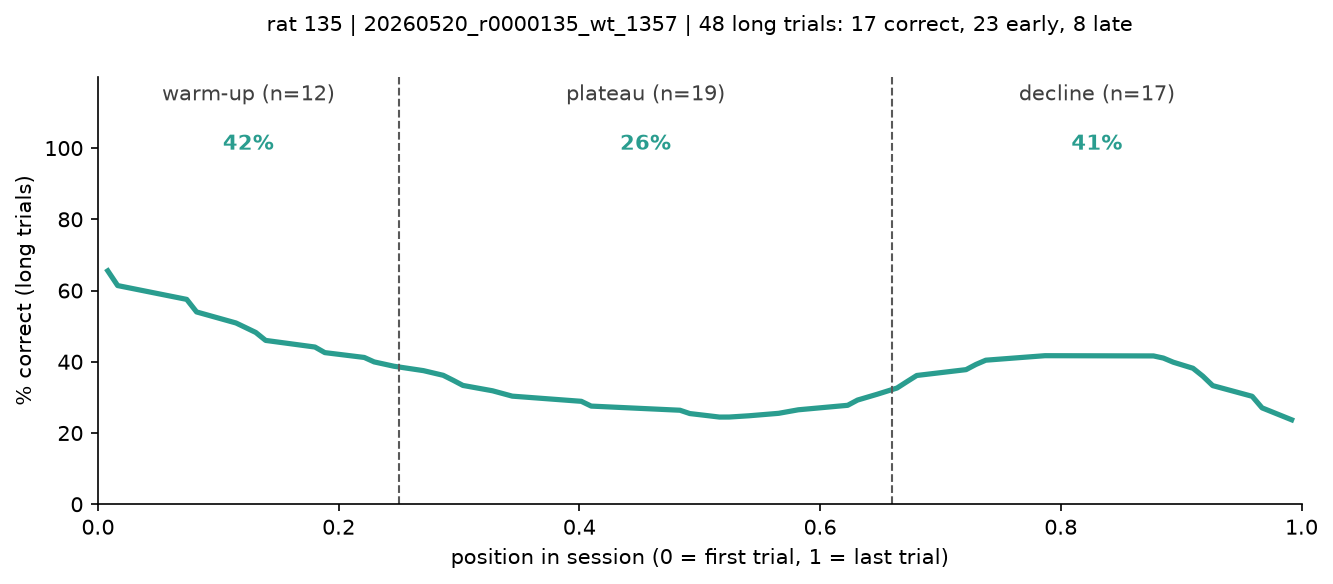 rat 135 | 20260520_r0000135_wt_1357 | 48 long trials: 17 correct, 23 early, 8 late
warm-up (n=12)
plateau (n=19)
decline (n=17)
42%
26%
41%
% correct (long trials)
100
80
60
40
20
0
0.0
0.2
0.4
0.6
0.8
1.0
position in session (0 = first trial, 1 = last trial)